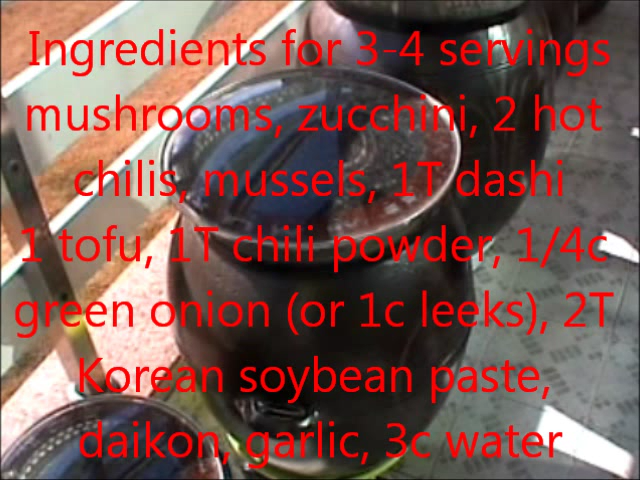 Ingredients for 3-4 servings
mushrooms, zucchini, 2 hot
chilis, mussels, 1T dashi
1 tofu, 1T chili powder, 1/4c
green onion (or 1c leeks), 2T
Korean soybean paste,
daikon, garlic, 3c water